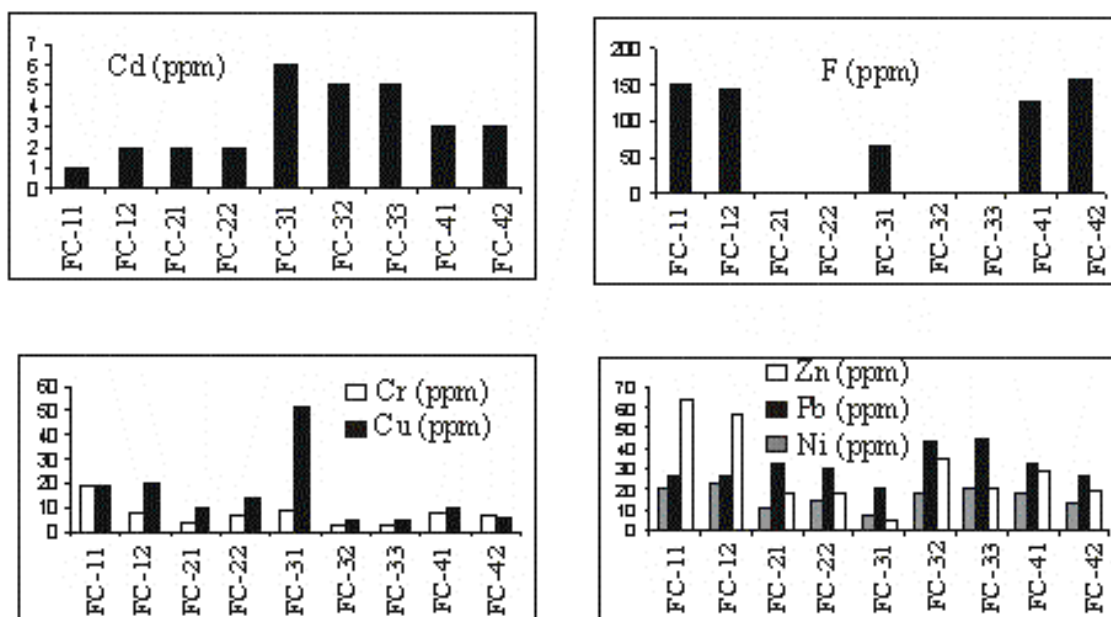 Cd (ppm)
7
6
5
4
3
2
1
0
FC-11
FC-12
FC-21
FC-22
FC-31
FC-32
FC-33
FC-41
FC-42
F (ppm)
200
150
100
50
0
FC-11
FC-12
FC-21
FC-22
FC-31
FC-32
FC-33
FC-41
FC-42
Cr (ppm)
Cu (ppm)
60
50
40
30
20
10
0
FC-11
FC-12
FC-21
FC-22
FC-31
FC-32
FC-33
FC-41
FC-42
Zn (ppm)
Pb (ppm)
Ni (ppm)
70
60
50
40
30
20
10
0
FC-11
FC-12
FC-21
FC-22
FC-31
FC-32
FC-33
FC-41
FC-42